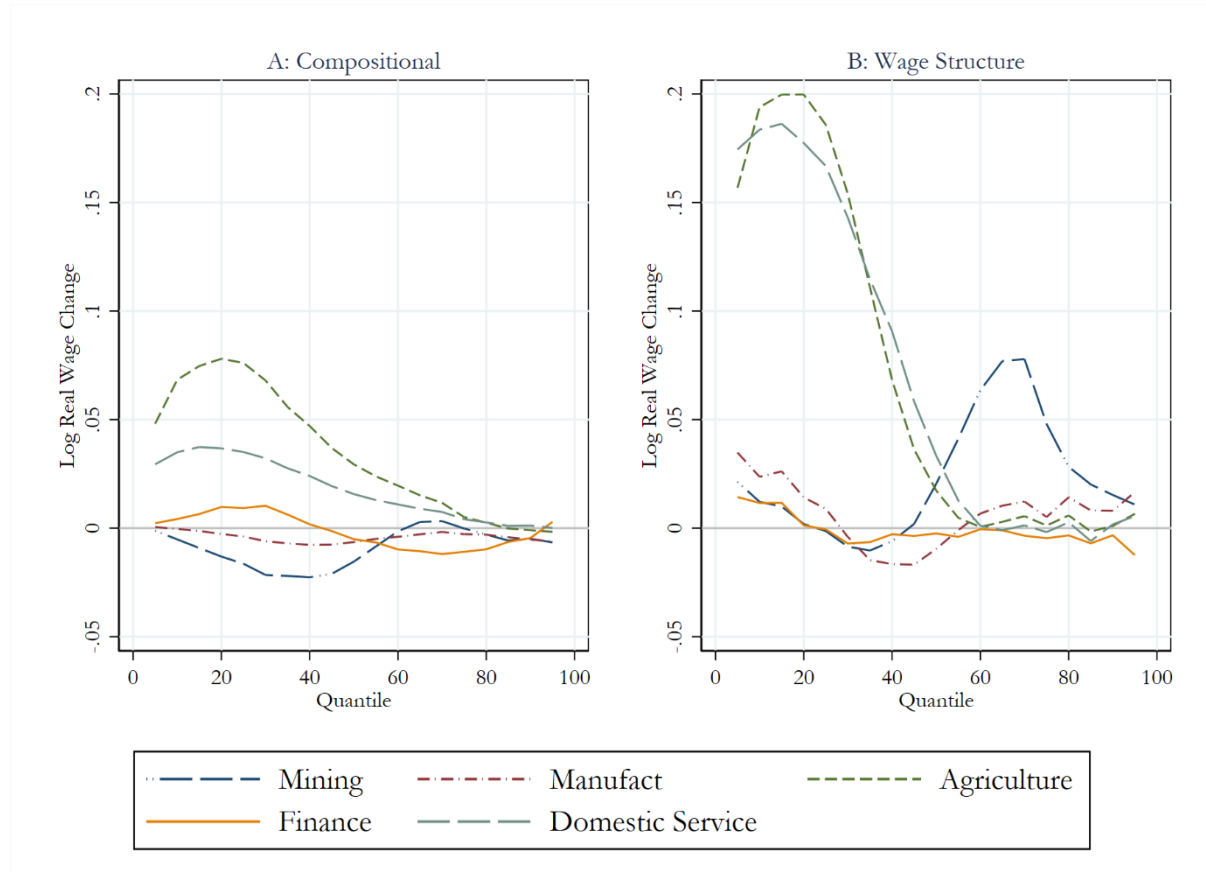 A: Compositional
.2
.15
.1
.05
0
-.05
Log Real Wage Change
0 20 40 60 80 100
Quantile
B: Wage Structure
.2
.15
.1
.05
0
-.05
Log Real Wage Change
0 20 40 60 80 100
Quantile
Mining Manufact Agriculture
Finance Domestic Service